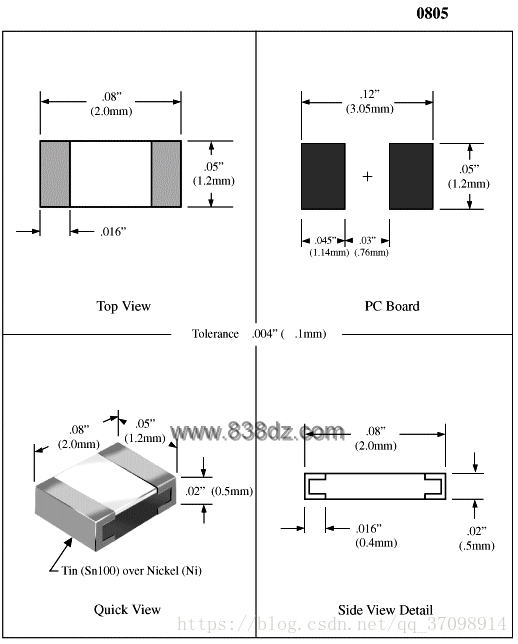 0805
.08"
(2.0mm)
.05"
(1.2mm)
.016"
Top View
.12"
(3.05mm)
.05"
(1.2mm)
.045"
(1.14mm)
.03"
(.76mm)
PC Board
Tolerance .004" ( .1mm)
.08"
(2.0mm)
.05"
(1.2mm)
www.838dz.com
.02" (0.5mm)
Tin (Sn100) over Nickel (Ni)
Quick View
.08"
(2.0mm)
.016"
(0.4mm)
.02"
(.5mm)
Side View Detail
https://blog.csdn.net/qq_37098914